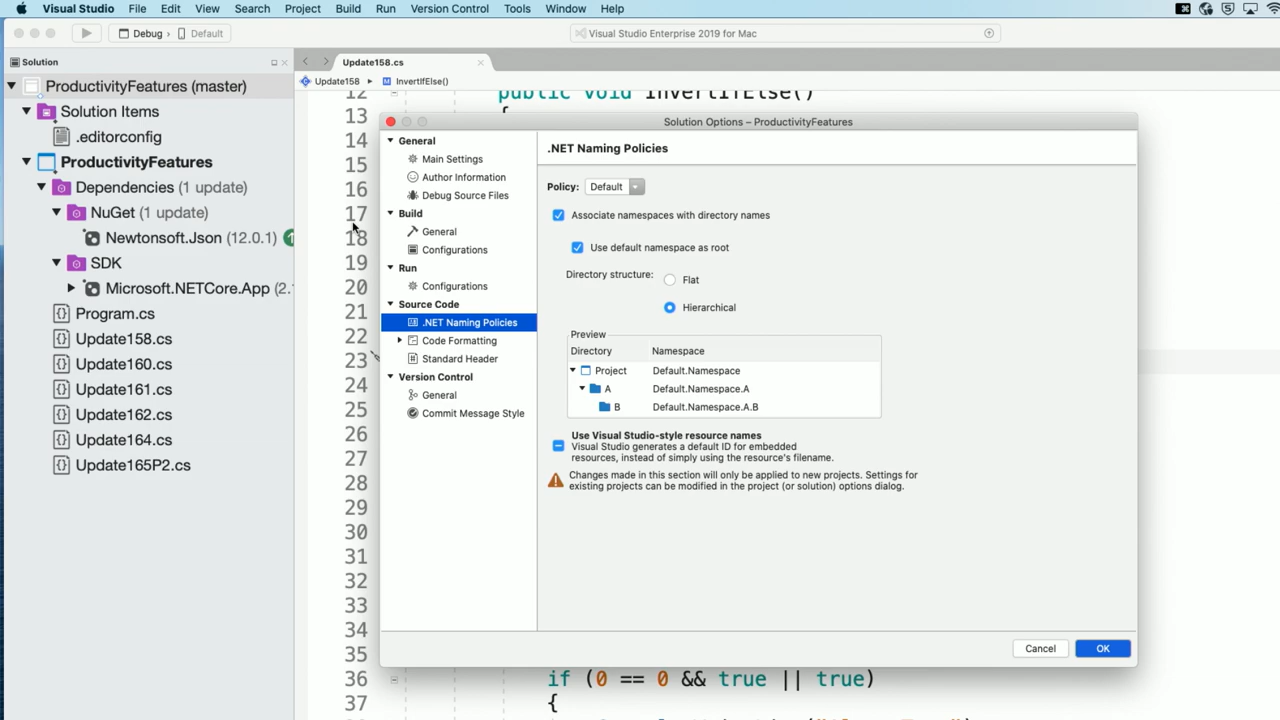 Visual Studio File Edit View Search Project Build Run Version Control Tools Window Help
Debug › Default
Visual Studio Enterprise 2019 for Mac
Solution
ProductivityFeatures (master)
Solution Items
.editorconfig
ProductivityFeatures
Dependencies (1 update)
NuGet (1 update)
Newtonsoft.Json (12.0.1)
SDK
Microsoft.NETCore.App (2.
Program.cs
Update158.cs
Update160.cs
Update161.cs
Update162.cs
Update164.cs
Update165P2.cs
Update158.cs
Update158 InvertIfElse()
12 public void InvertIfElse()
13 {
14
15
16
17
18
19
20
21
22
23
24
25
26
27
28
29
30
31
32
33
34
35
36 if (0 == 0 && true || true)
37 {
Solution Options – ProductivityFeatures
General
Main Settings
Author Information
Debug Source Files
Build
General
Configurations
Run
Configurations
Source Code
.NET Naming Policies
Code Formatting
Standard Header
Version Control
General
Commit Message Style
.NET Naming Policies
Policy: Default
Associate namespaces with directory names
Use default namespace as root
Directory structure: Flat
Hierarchical
Preview
Directory Namespace
Project Default.Namespace
A Default.Namespace.A
B Default.Namespace.A.B
Use Visual Studio-style resource names
Visual Studio generates a default ID for embedded
resources, instead of simply using the resource's filename.
Changes made in this section will only be applied to new projects. Settings for
existing projects can be modified in the project (or solution) options dialog.
Cancel OK